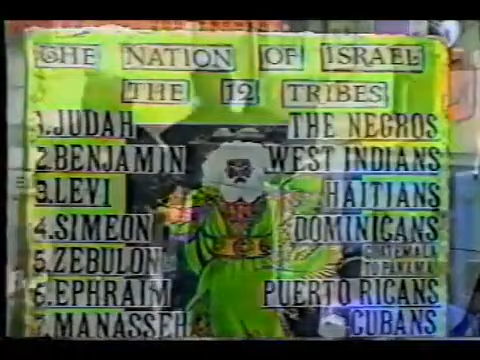 THE NATION OF ISRAEL
THE 12 TRIBES
1.JUDAH THE NEGROS
2.BENJAMIN WEST INDIANS
3.LEVI HAITIANS
4.SIMEON DOMINICANS
5.ZEBULON GUATEMALA
TO PANAMA
6.EPHRAIM PUERTO RICANS
7.MANASSEH CUBANS